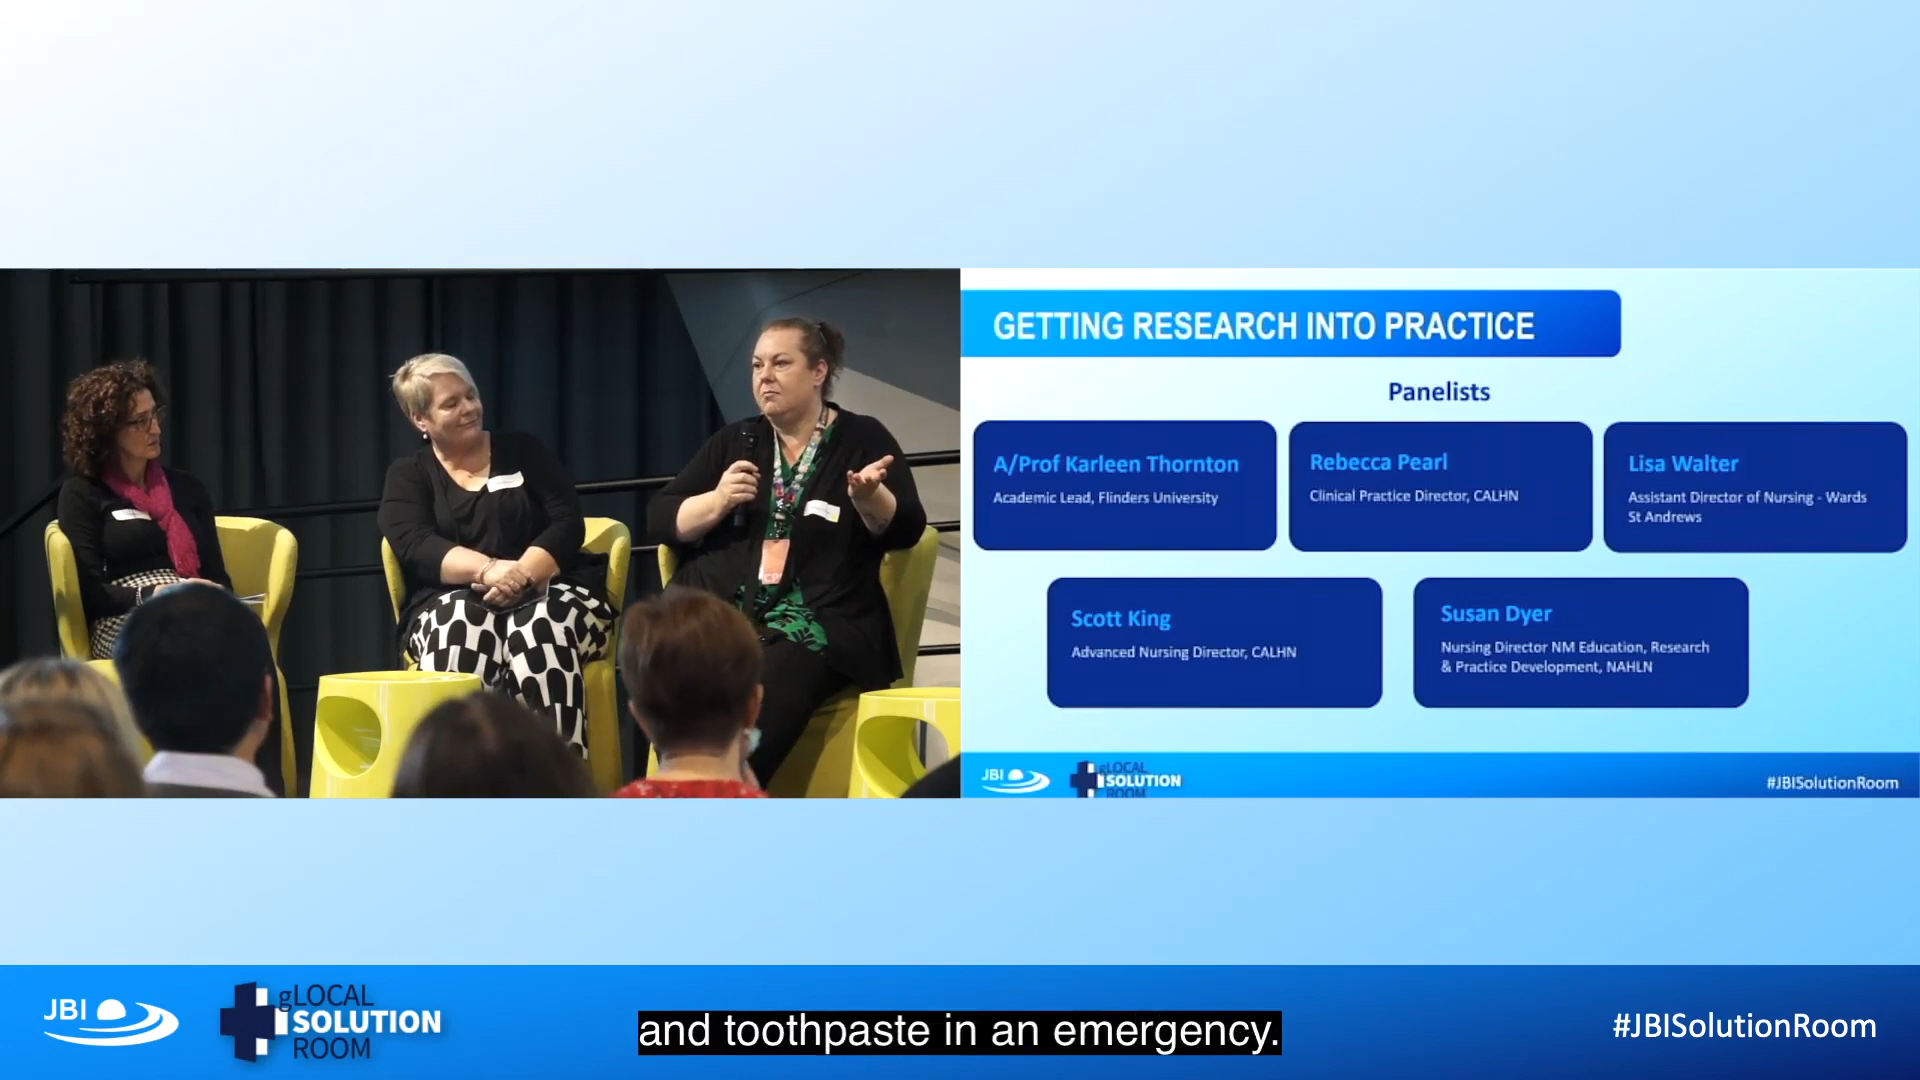 GETTING RESEARCH INTO PRACTICE
Panelists
A/Prof Karleen Thornton
Academic Lead, Flinders University
Rebecca Pearl
Clinical Practice Director, CALHN
Lisa Walter
Assistant Director of Nursing - Wards
St Andrews
Scott King
Advanced Nursing Director, CALHN
Susan Dyer
Nursing Director NM Education, Research
& Practice Development, NAHLN
JBI
gLOCAL
SOLUTION
ROOM
#JBISolutionRoom
JBI
gLOCAL
SOLUTION
ROOM
and toothpaste in an emergency.
#JBISolutionRoom